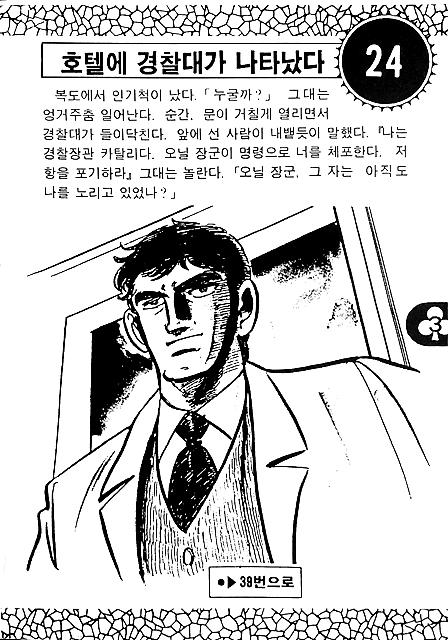 호텔에 경찰대가 나타났다
24
복도에서 인기척이 났다. 「누굴까?」 그대는
엉거주춤 일어난다. 순간, 문이 거칠게 열리면서
경찰대가 들이닥친다. 앞에 선 사람이 내뱉듯이 말했다. 『나는
경찰장관 카탈리다. 오닐 장군이 명령으로 너를 체포한다. 저
항을 포기하라』 그대는 놀란다. 「오닐 장군, 그 자는 아직도
나를 노리고 있었나?」
3
●▶39번으로